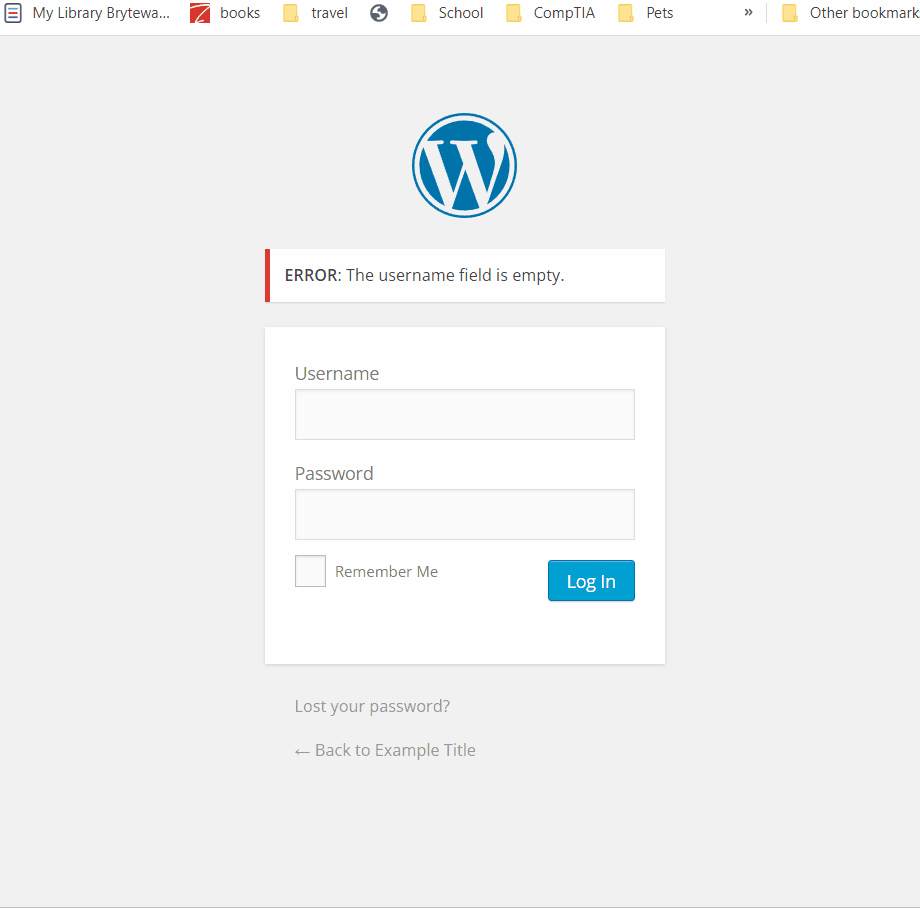 My Library Brytewa... books travel School CompTIA Pets » Other bookmark
ERROR: The username field is empty.
Username
Password
Remember Me
Log In
Lost your password?
← Back to Example Title